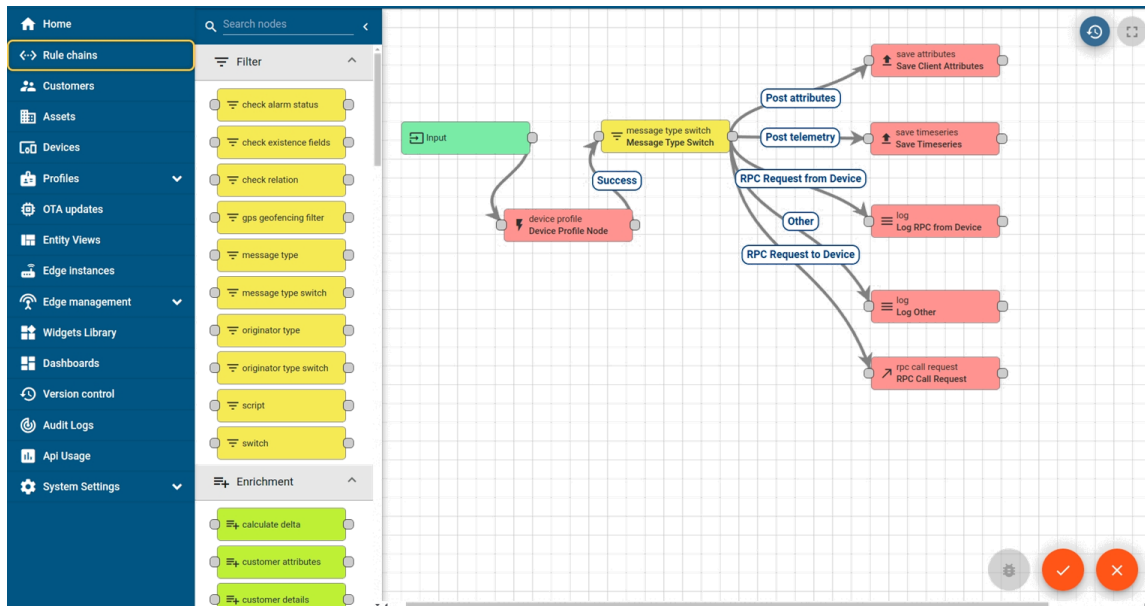 Home
Rule chains
Customers
Assets
Devices
Profiles
OTA updates
Entity Views
Edge instances
Edge management
Widgets Library
Dashboards
Version control
Audit Logs
Api Usage
System Settings
Search nodes
Filter
check alarm status
check existence fields
check relation
gps geofencing filter
message type
message type switch
originator type
originator type switch
script
switch
Enrichment
calculate delta
customer attributes
customer details
Input
device profile
Device Profile Node
Success
message type switch
Message Type Switch
Post attributes
Post telemetry
RPC Request from Device
Other
RPC Request to Device
save attributes
Save Client Attributes
save timeseries
Save Timeseries
log
Log RPC from Device
log
Log Other
rpc call request
RPC Call Request